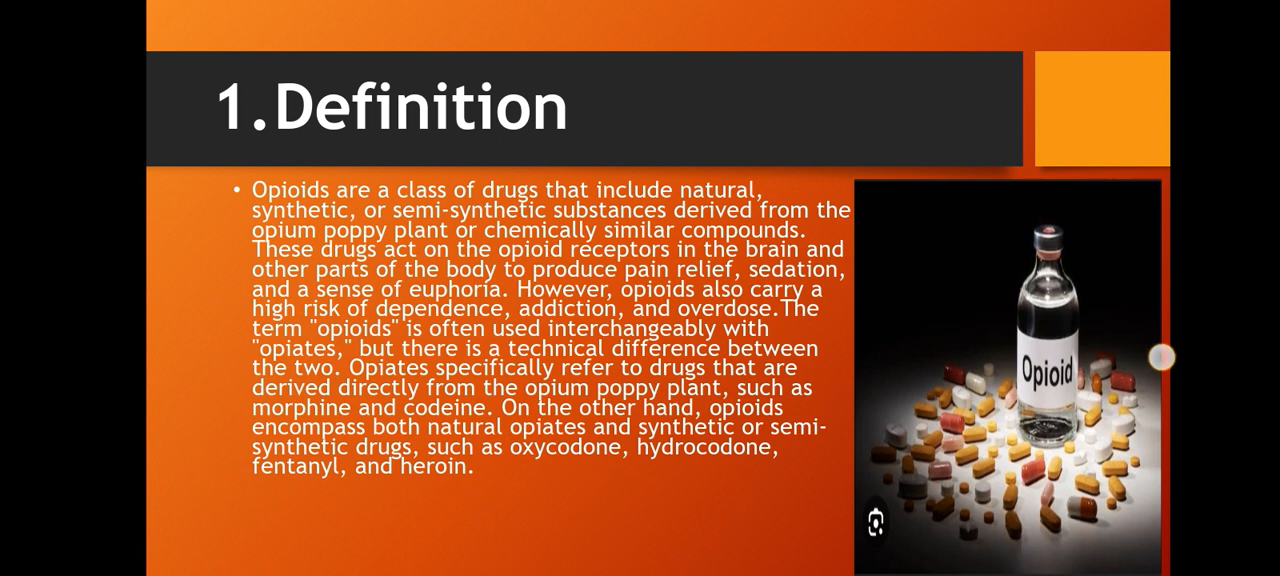 1.Definition
• Opioids are a class of drugs that include natural,
synthetic, or semi-synthetic substances derived from the
opium poppy plant or chemically similar compounds.
These drugs act on the opioid receptors in the brain and
other parts of the body to produce pain relief, sedation,
and a sense of euphoria. However, opioids also carry a
high risk of dependence, addiction, and overdose.The
term "opioids" is often used interchangeably with
"opiates," but there is a technical difference between
the two. Opiates specifically refer to drugs that are
derived directly from the opium poppy plant, such as
morphine and codeine. On the other hand, opioids
encompass both natural opiates and synthetic or semi-
synthetic drugs, such as oxycodone, hydrocodone,
fentanyl, and heroin.
Opioid